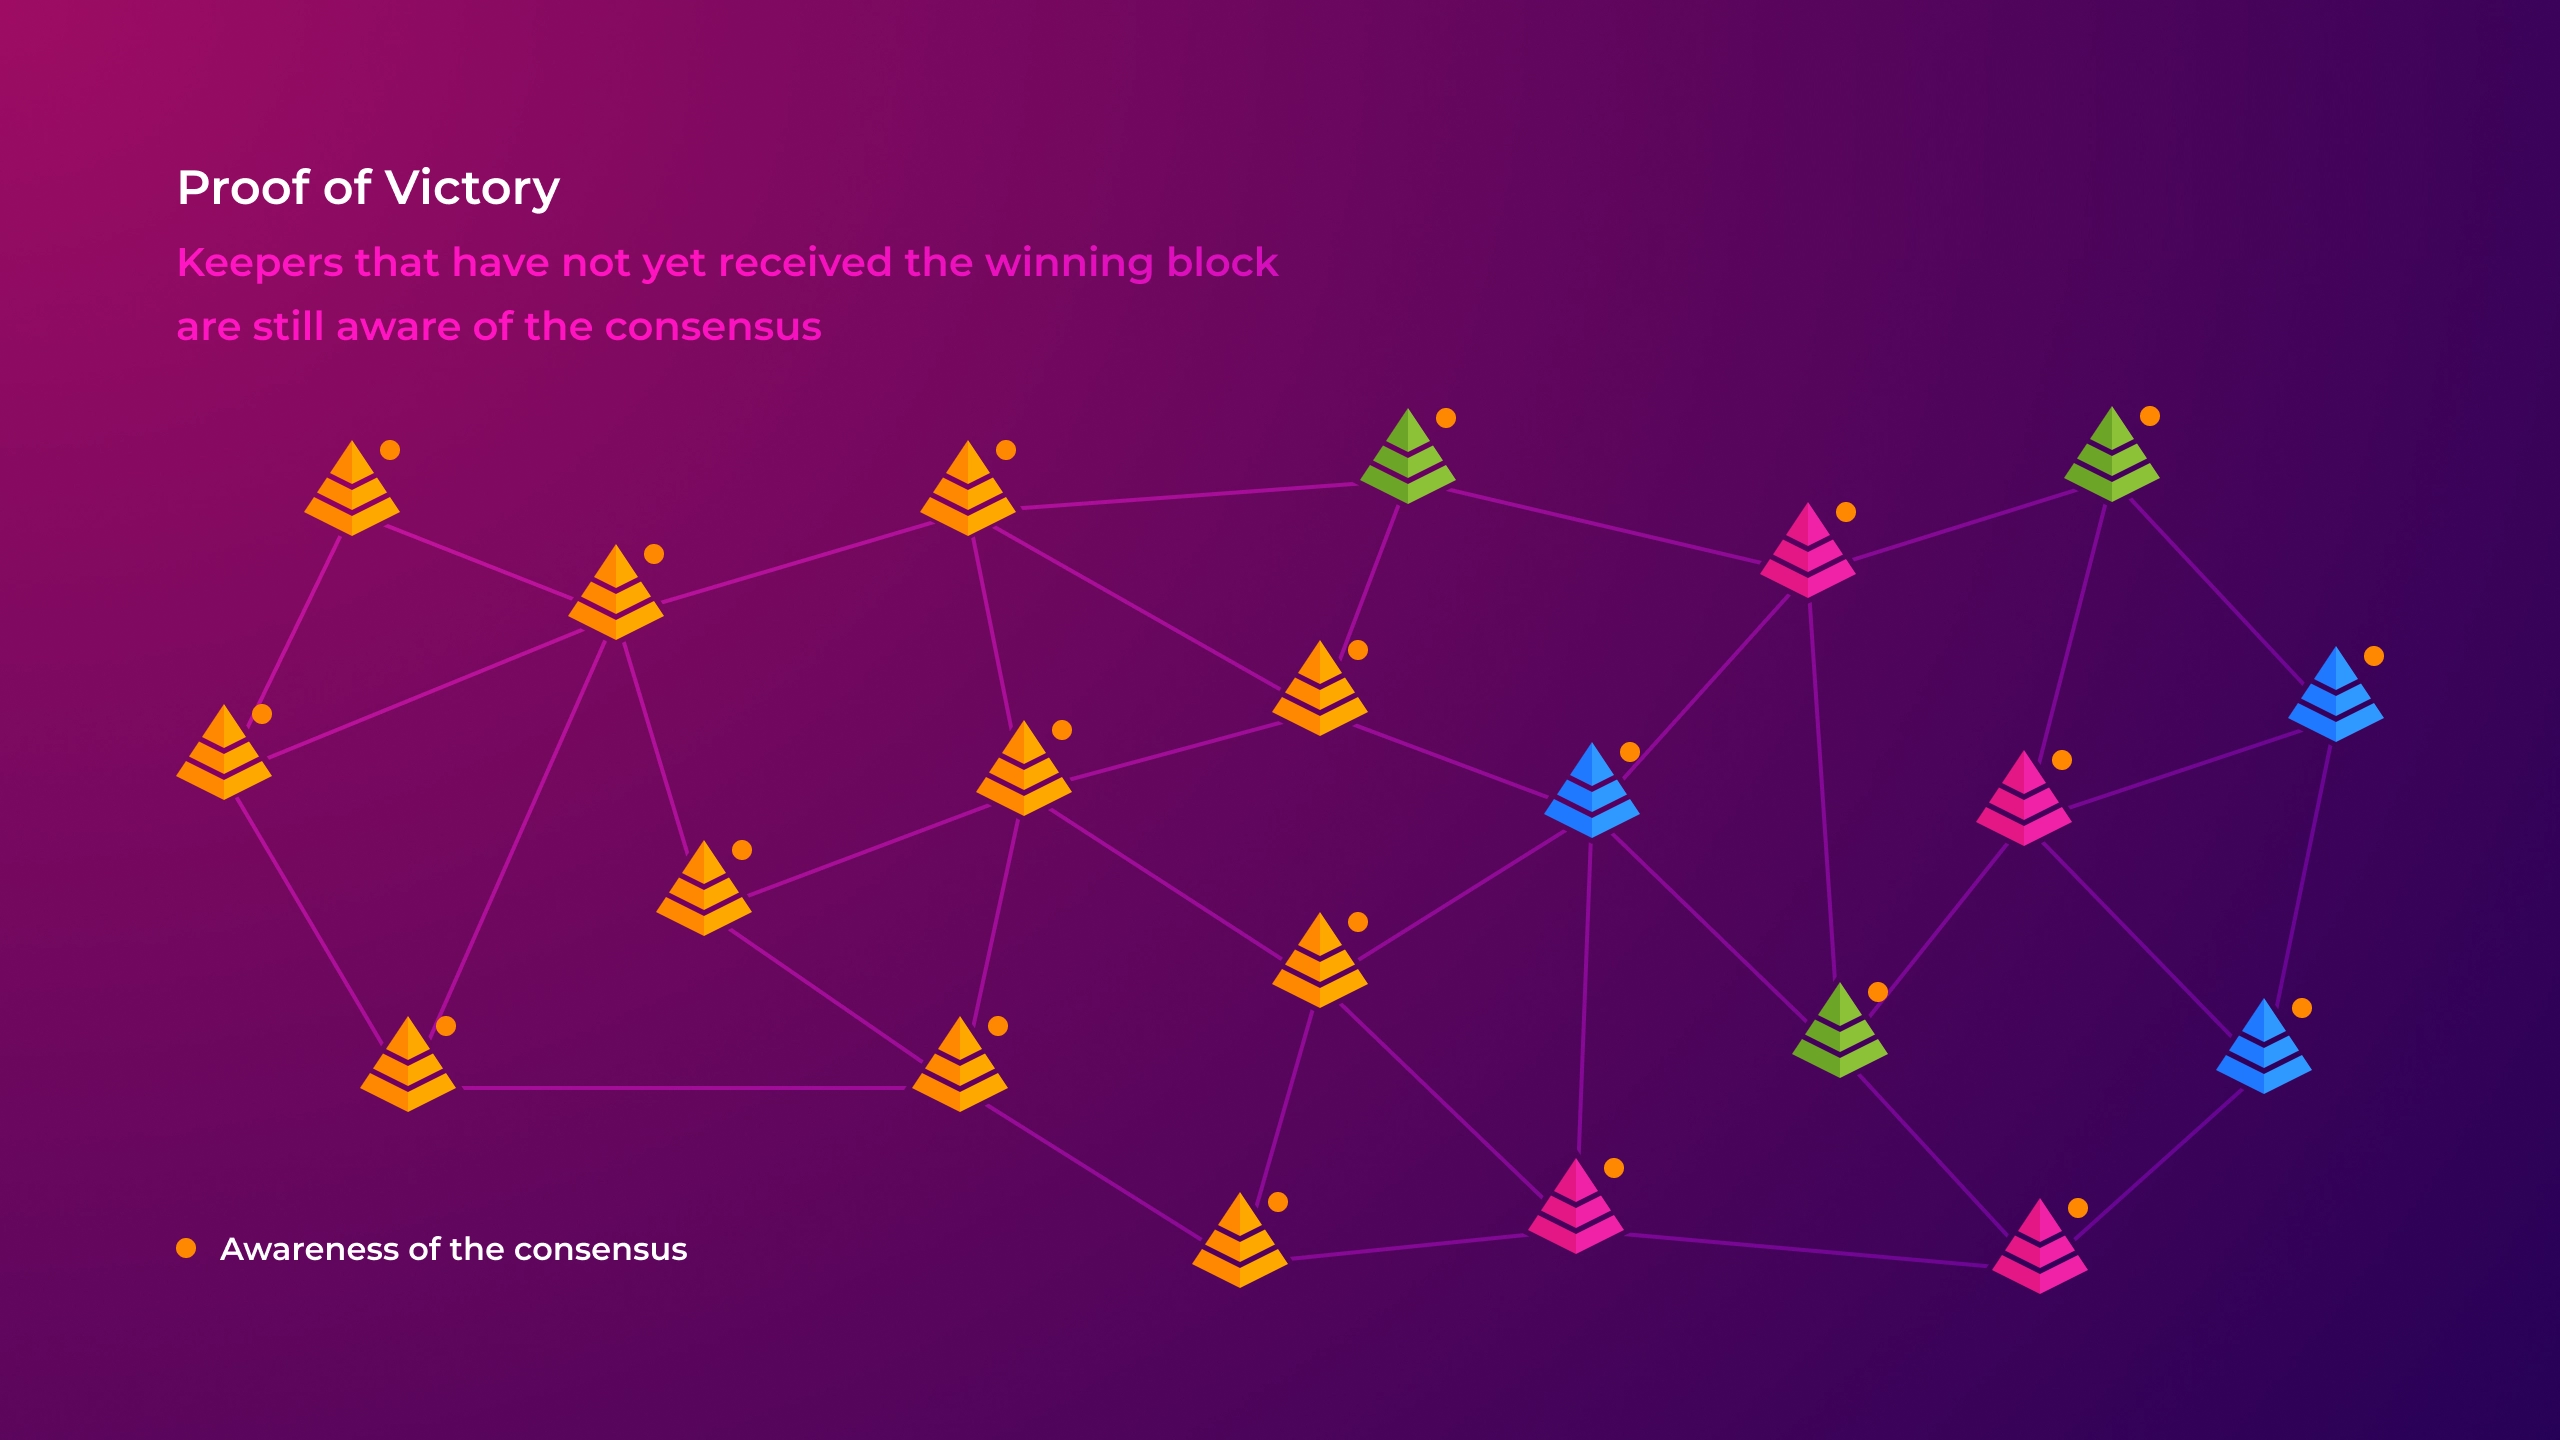 Proof of Victory
Keepers that have not yet received the winning block
are still aware of the consensus
Awareness of the consensus